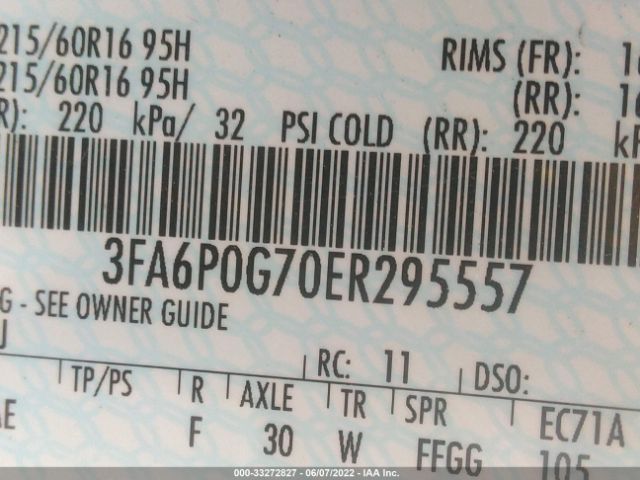 215/60R16 95H RIMS (FR):
215/60R16 95H (RR):
220 kPa/ 32 PSI COLD (RR): 220
3FA6P0G70ER295557
- SEE OWNER GUIDE
RC: 11 DSO:
TP/PS R AXLE TR SPR EC71A
F 30 W FFGG 105
000-33272827 - 06/07/2022 - IAA Inc.